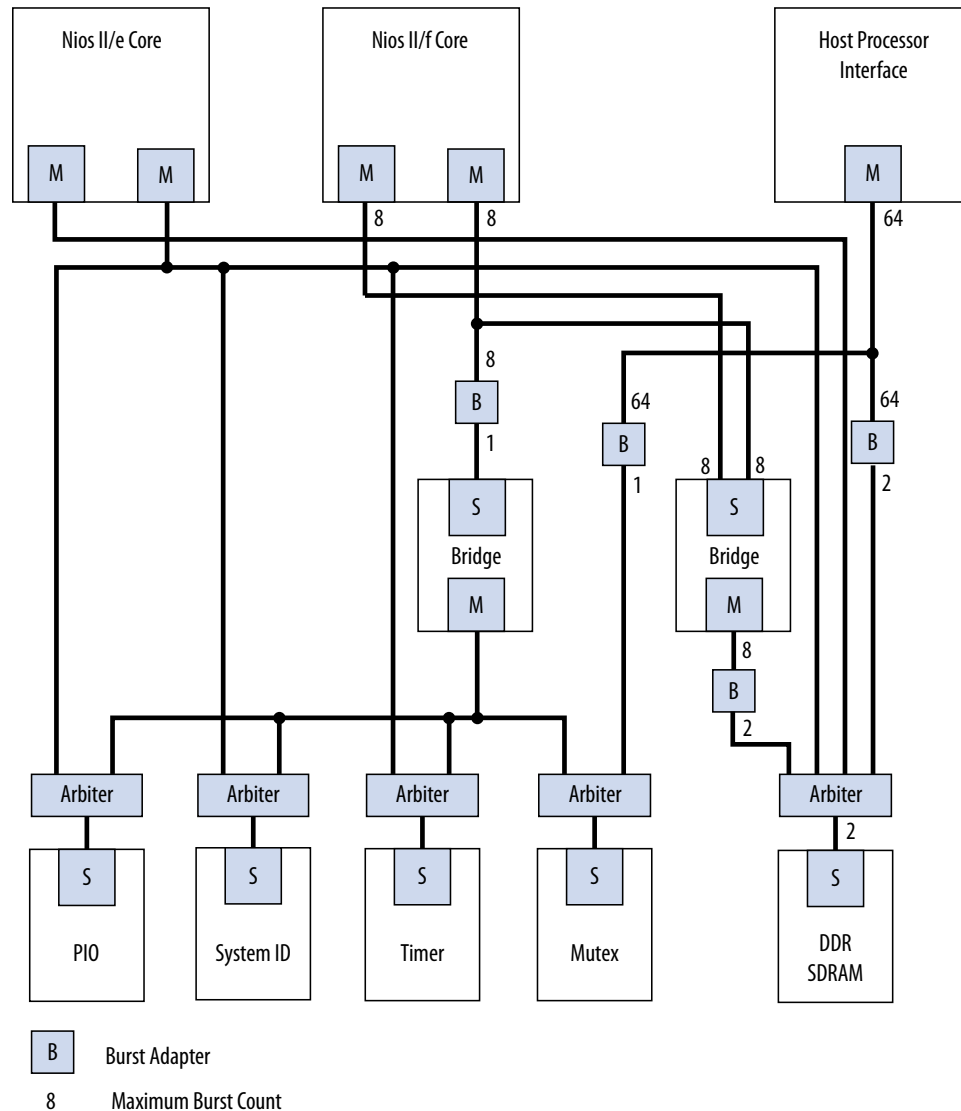 Nios II/e Core
Nios II/f Core
Host Processor
Interface
M
M
M
M
M
8
8
64
8
64
64
B
B
B
1
1
8
8
2
S
S
Bridge
Bridge
M
M
8
B
2
Arbiter
Arbiter
Arbiter
Arbiter
Arbiter
2
S
S
S
S
S
PIO
System ID
Timer
Mutex
DDR
SDRAM
B
Burst Adapter
8
Maximum Burst Count